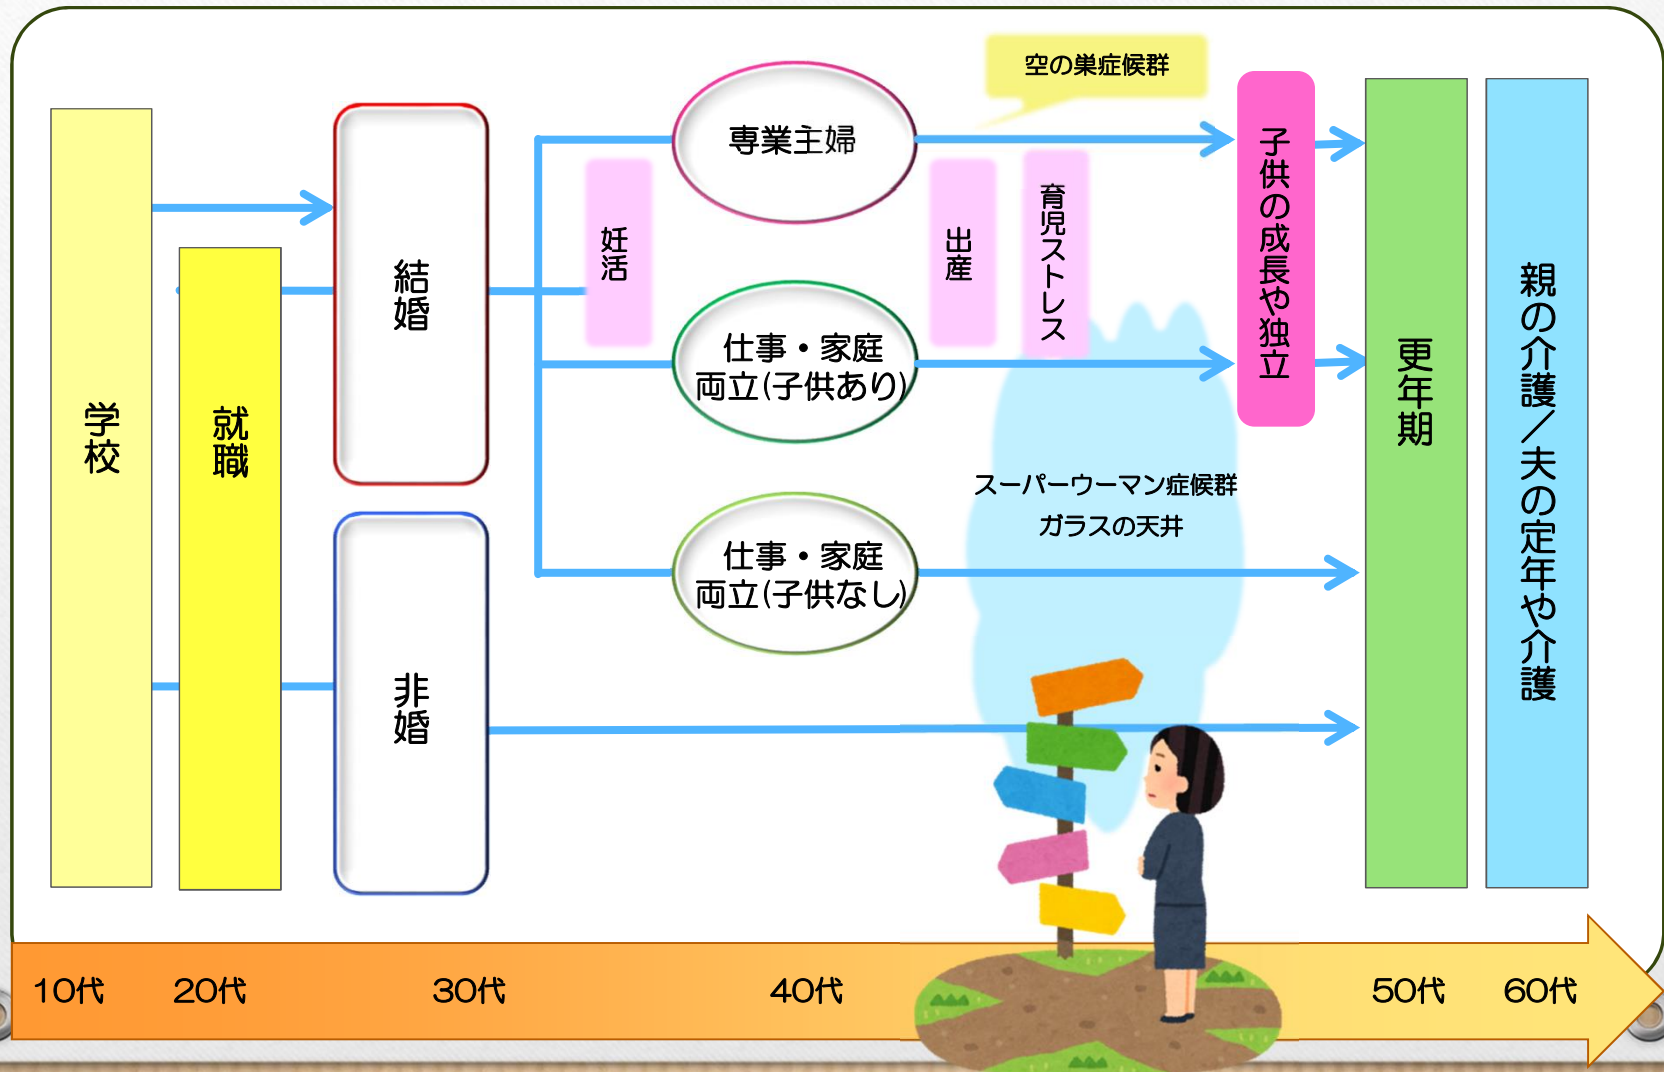 学校
就職
結婚
非婚
妊活
専業主婦
仕事・家庭
両立(子供あり)
仕事・家庭
両立(子供なし)
出産
育児ストレス
空の巣症候群
スーパーウーマン症候群
ガラスの天井
子供の成長や独立
更年期
親の介護／夫の定年や介護
10代
20代
30代
40代
50代
60代